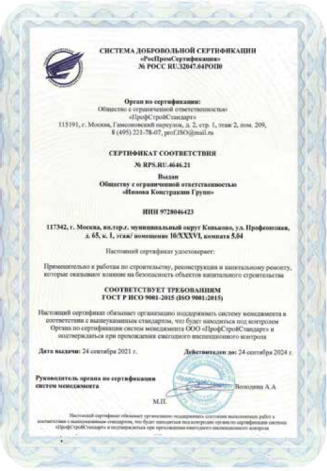 СИСТЕМА ДОБРОВОЛЬНОЙ СЕРТИФИКАЦИИ
«РосПромСертификация»
№ РОСС RU.32047.04РОП0
Орган по сертификации:
Общество с ограниченной ответственностью
«ПрофСтройСтандарт»
115191, г. Москва, Гамсоновский переулок, д. 2, стр. 1, этаж 2, пом. 209,
8 (495) 221-78-07, prof.ISO@mail.ru
СЕРТИФИКАТ СООТВЕТСТВИЯ
№ RPS.RU.4646.21
Выдан
Обществу с ограниченной ответственностью
«Иннова Констракшн Групп»
ИНН 9728046423
117342, г. Москва, вн.тер.г. муниципальный округ Коньково, ул. Профсоюзная,
д. 65, к. 1, этаж/ помещение 10/XXXVI, комната 5.04
Настоящий сертификат удостоверяет:
Применительно к работам по строительству, реконструкции и капитальному ремонту,
которые оказывают влияние на безопасность объектов капитального строительства
СООТВЕТСТВУЕТ ТРЕБОВАНИЯМ
ГОСТ Р ИСО 9001-2015 (ISO 9001:2015)
Настоящий сертификат обязывает организацию поддерживать систему менеджмента в
соответствии с вышеуказанным стандартом, что будет находиться под контролем
Органа по сертификации систем менеджмента ООО «ПрофСтройСтандарт» и
подтверждаться при прохождении ежегодного инспекционного контроля
Дата выдачи: 24 сентября 2021 г. Действителен до: 24 сентября 2024 г.
Руководитель органа по сертификации
систем менеджмента Володина А.А
М.П.
Настоящий сертификат обязывает организацию поддерживать состояние выполняемых работ в
соответствии с вышеуказанным стандартом, что будет находиться под контролем органа по сертификации систем менеджмента
«ПрофСтройСтандарт» и подтверждаться при прохождении ежегодного инспекционного контроля